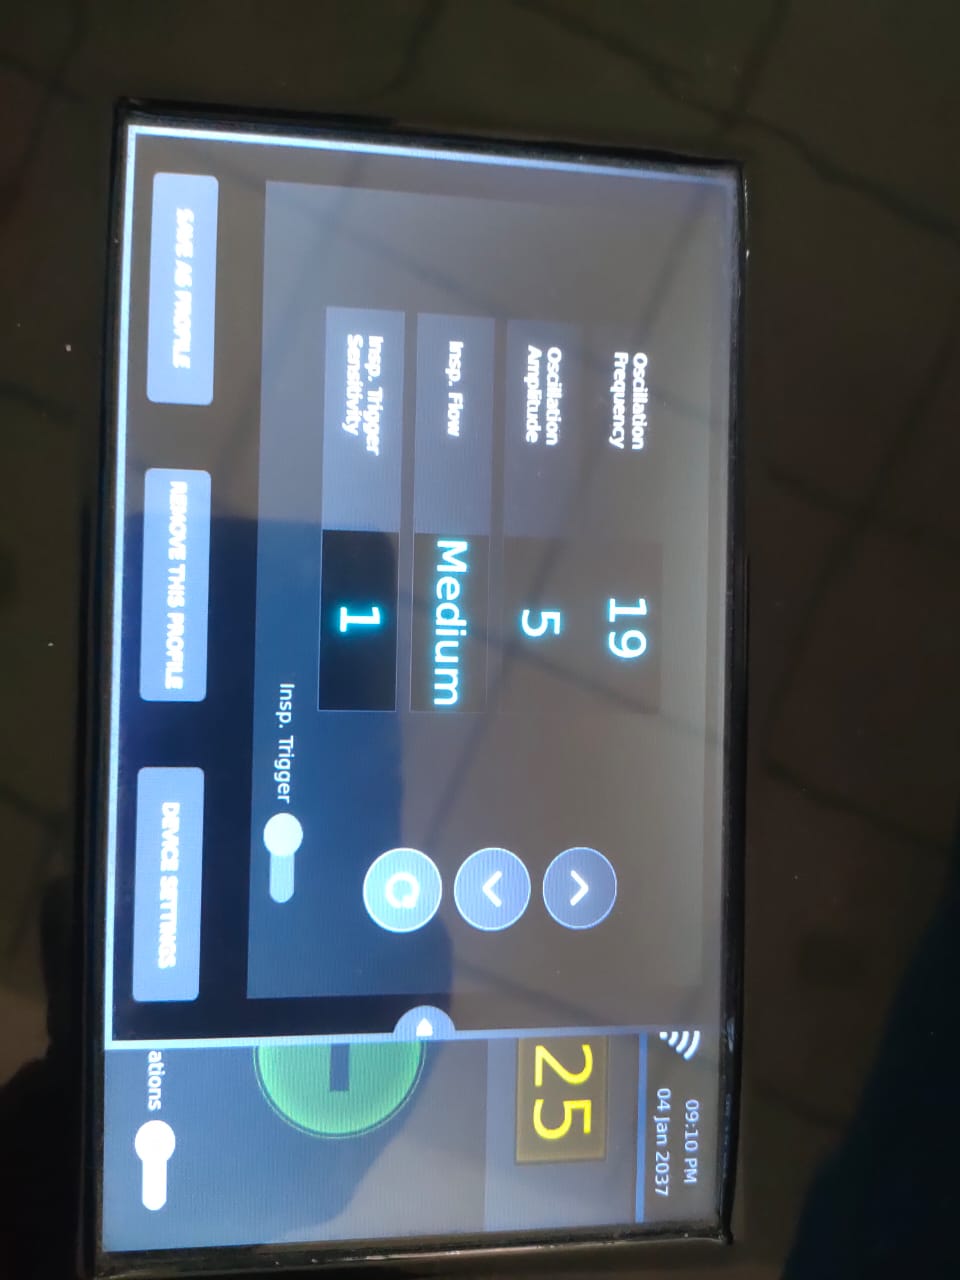 09:10 PM
04 Jan 2037
Oscillation
Frequency
19
Oscillation
Amplitude
5
Insp. Flow
Medium
Insp. Trigger
Sensitivity
1
Insp. Trigger
25
ations
SAVE AS PROFILE
REMOVE THIS PROFILE
DEVICE SETTINGS